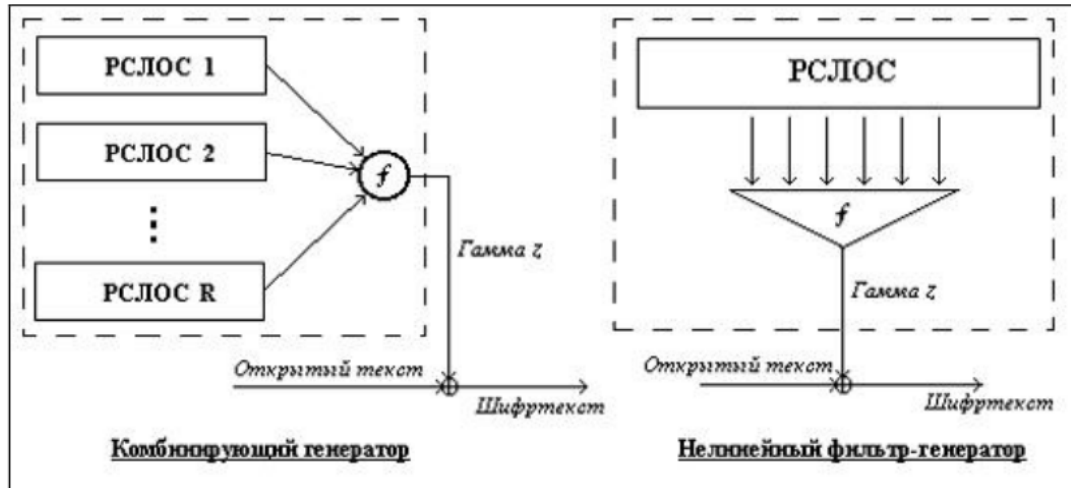 РСЛОС 1
РСЛОС 2
РСЛОС R
f
Гамма z
Открытый текст
Шифртекст
Комбинирующий генератор
РСЛОС
f
Гамма z
Открытый текст
Шифртекст
Нелинейный фильтр-генератор